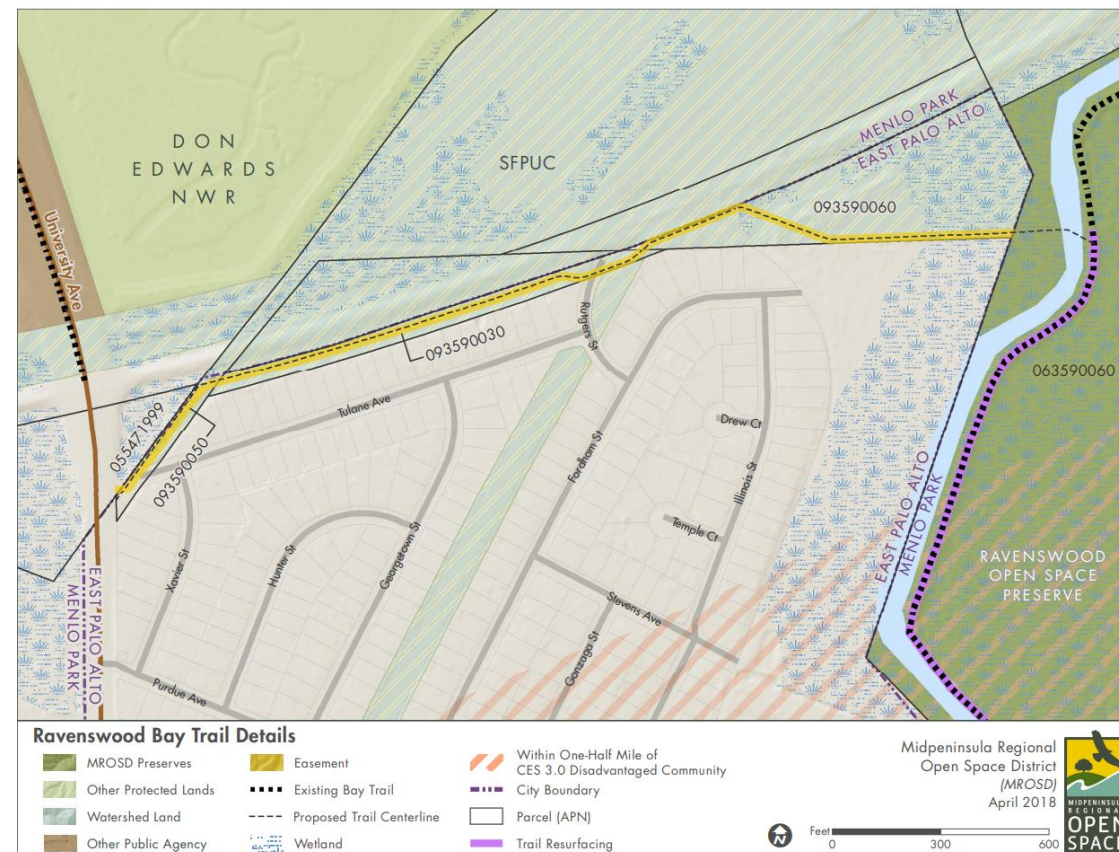 DON
EDWARDS
NWR
SFPUC
MENLO PARK
EAST PALO ALTO
093590060
University Ave
Rutgers St
093590030
063590060
Tulane Ave
055471999
093590050
Drew Ct
Fordham St
Illinois St
Temple Ct
Xavier St
Hunter St
Georgetown St
EAST PALO ALTO
MENLO PARK
RAVENSWOOD
OPEN SPACE
PRESERVE
EAST PALO ALTO
MENLO PARK
Stevens Ave
Gonzaga St
Purdue Ave
Ravenswood Bay Trail Details
MROSD Preserves
Other Protected Lands
Watershed Land
Other Public Agency
Easement
Existing Bay Trail
Proposed Trail Centerline
Wetland
Within One-Half Mile of
CES 3.0 Disadvantaged Community
City Boundary
Parcel (APN)
Trail Resurfacing
Midpeninsula Regional
Open Space District
(MROSD)
April 2018
N
Feet
0 300 600
MIDPENINSULA
REGIONAL
OPEN
SPACE